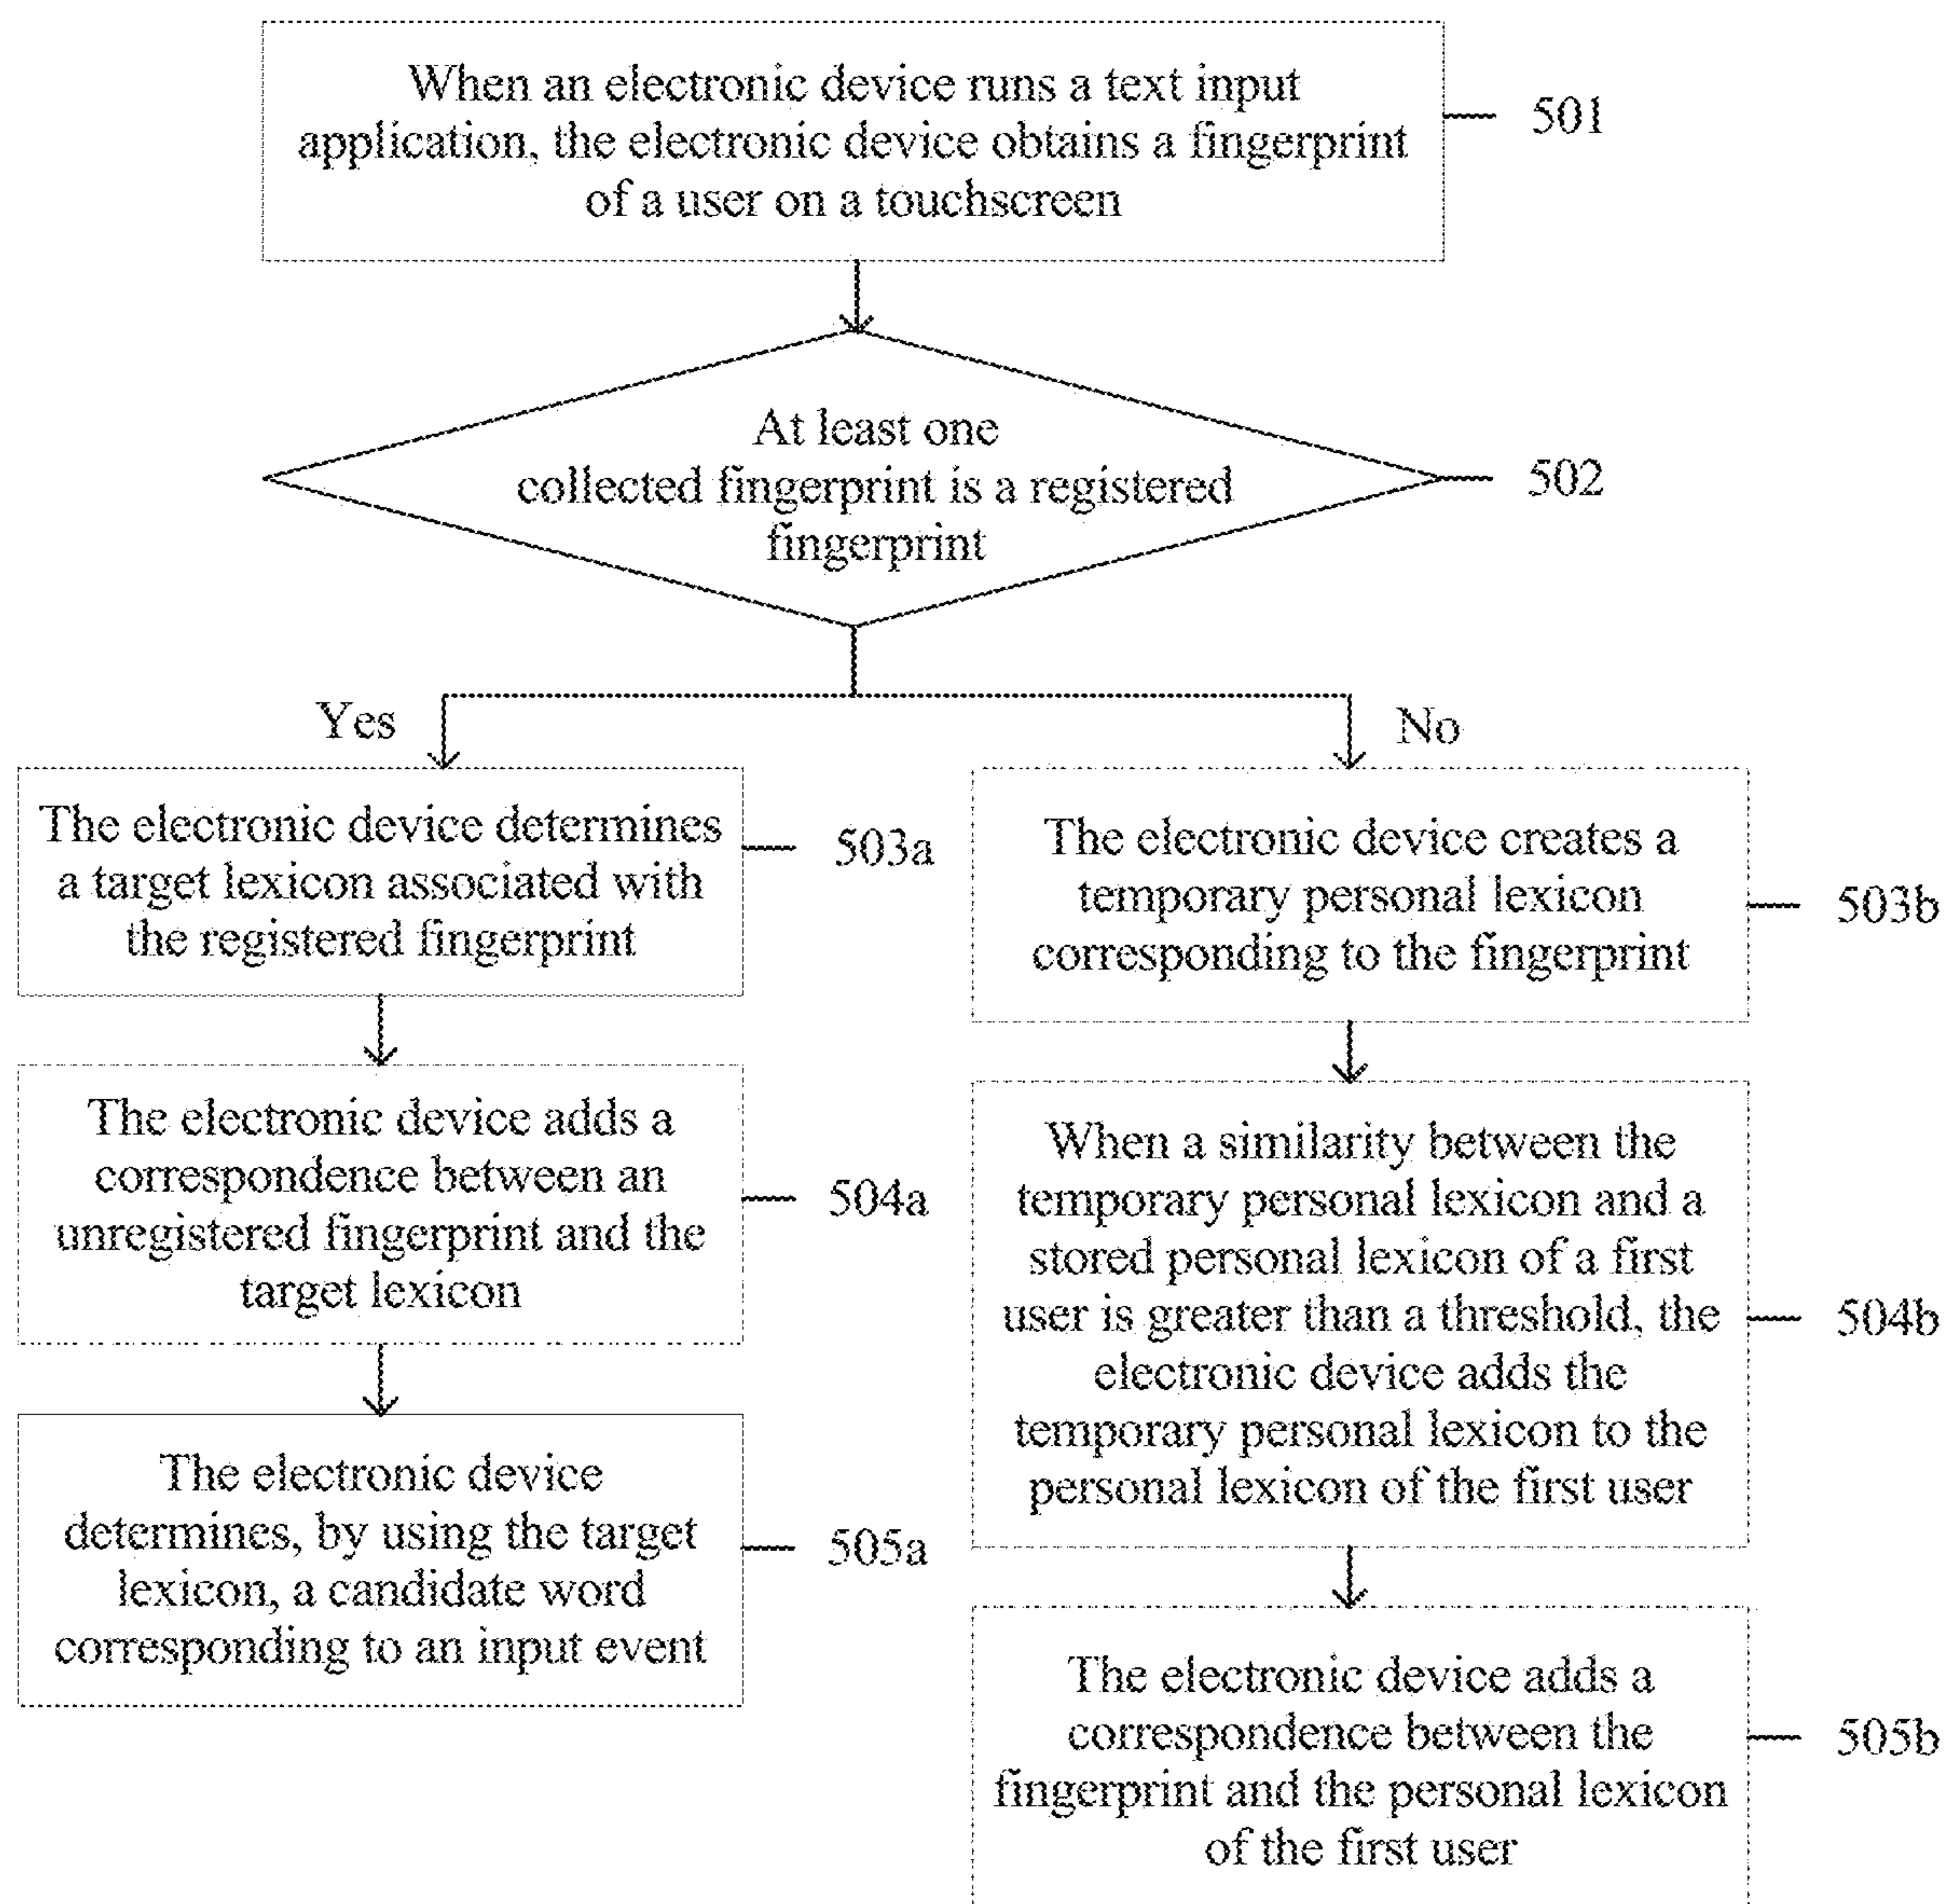 When an electronic device runs a text input
application, the electronic device obtains a fingerprint
of a user on a touchscreen
501
At least one
collected fingerprint is a registered
fingerprint
502
Yes
No
The electronic device determines
a target lexicon associated with
the registered fingerprint
503a
The electronic device creates a
temporary personal lexicon
corresponding to the fingerprint
503b
The electronic device adds a
correspondence between an
unregistered fingerprint and the
target lexicon
504a
When a similarity between the
temporary personal lexicon and a
stored personal lexicon of a first
user is greater than a threshold, the
electronic device adds the
temporary personal lexicon to the
personal lexicon of the first user
504b
The electronic device
determines, by using the target
lexicon, a candidate word
corresponding to an input event
505a
The electronic device adds a
correspondence between the
fingerprint and the personal lexicon
of the first user
505b